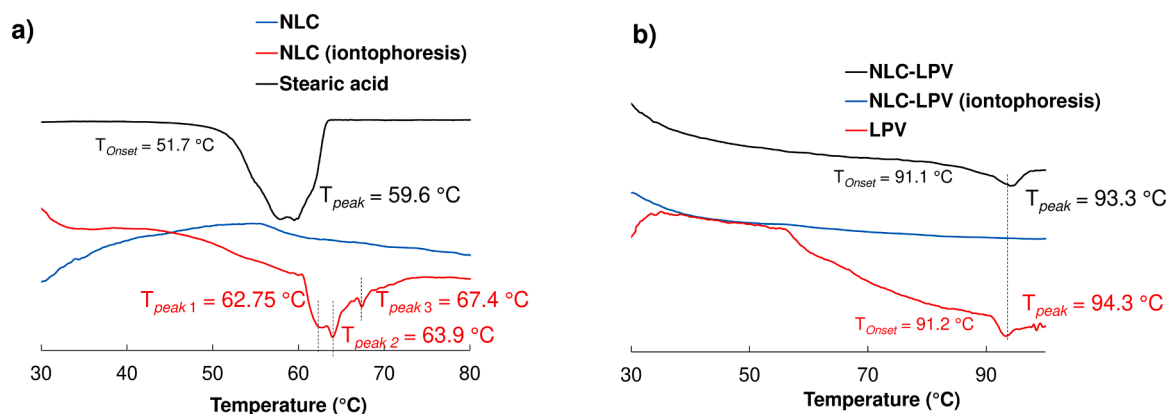 a)
NLC
NLC (iontophoresis)
Stearic acid
T_Onset = 51.7 °C
T_peak = 59.6 °C
T_peak 1 = 62.75 °C
T_peak 3 = 67.4 °C
T_peak 2 = 63.9 °C
30 40 50 60 70 80
Temperature (°C)
b)
NLC-LPV
NLC-LPV (iontophoresis)
LPV
T_Onset = 91.1 °C
T_peak = 93.3 °C
T_peak = 94.3 °C
T_Onset = 91.2 °C
30 50 70 90
Temperature (°C)